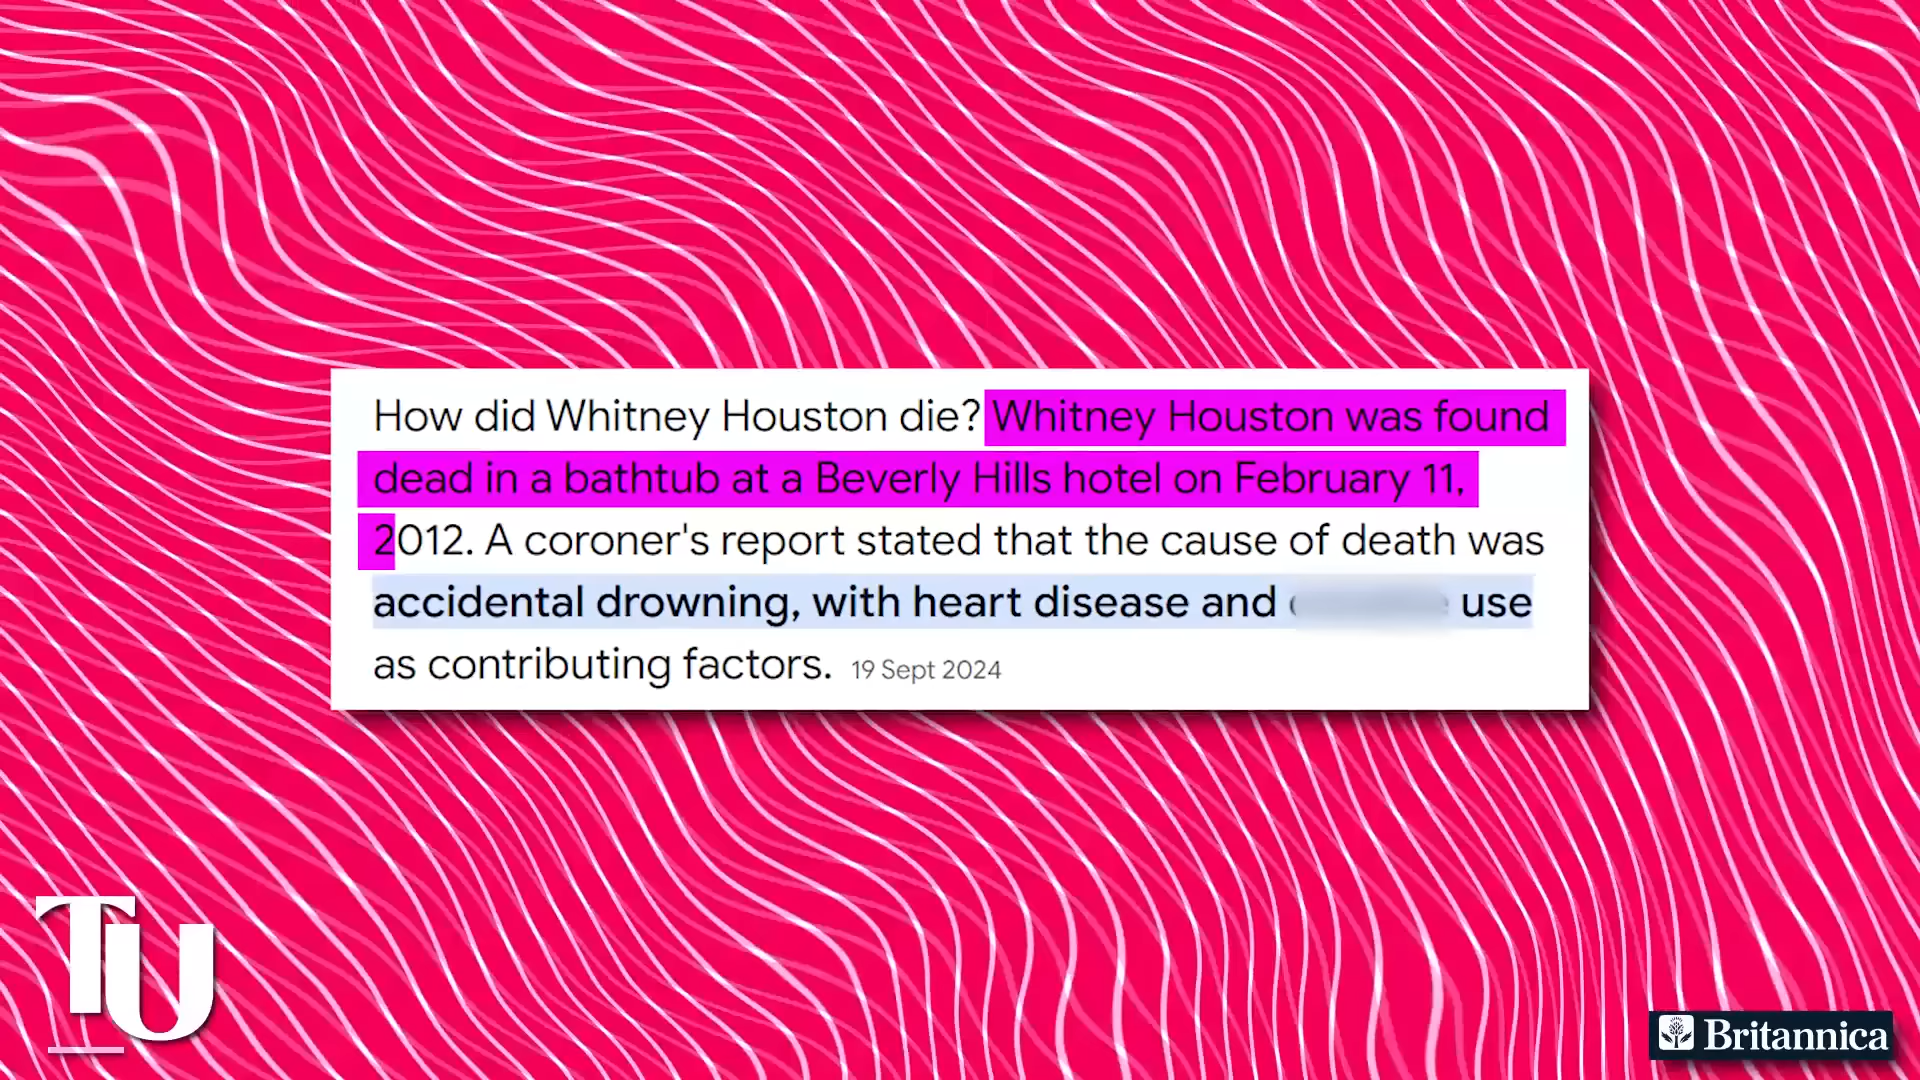 How did Whitney Houston die? Whitney Houston was found
dead in a bathtub at a Beverly Hills hotel on February 11,
2012. A coroner's report stated that the cause of death was
accidental drowning, with heart disease and use
as contributing factors. 19 Sept 2024
TU
Britannica